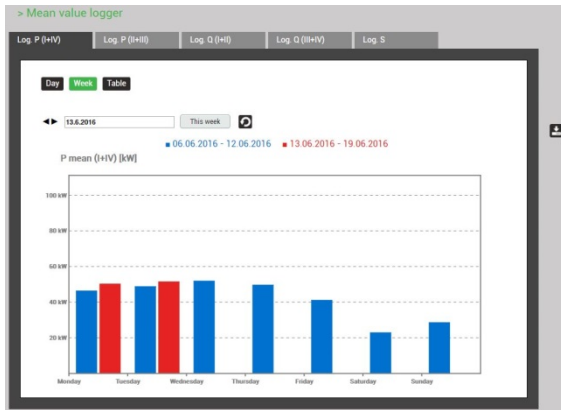 > Mean value logger
Log. P (I+IV) Log. P (II+III) Log. Q (I+II) Log. Q (III+IV) Log. S
Day Week Table
13.6.2016 This week
06.06.2016 - 12.06.2016 13.06.2016 - 19.06.2016
P mean (I+IV) [kW]
100 kW
80 kW
60 kW
40 kW
20 kW
Monday Tuesday Wednesday Thursday Friday Saturday Sunday